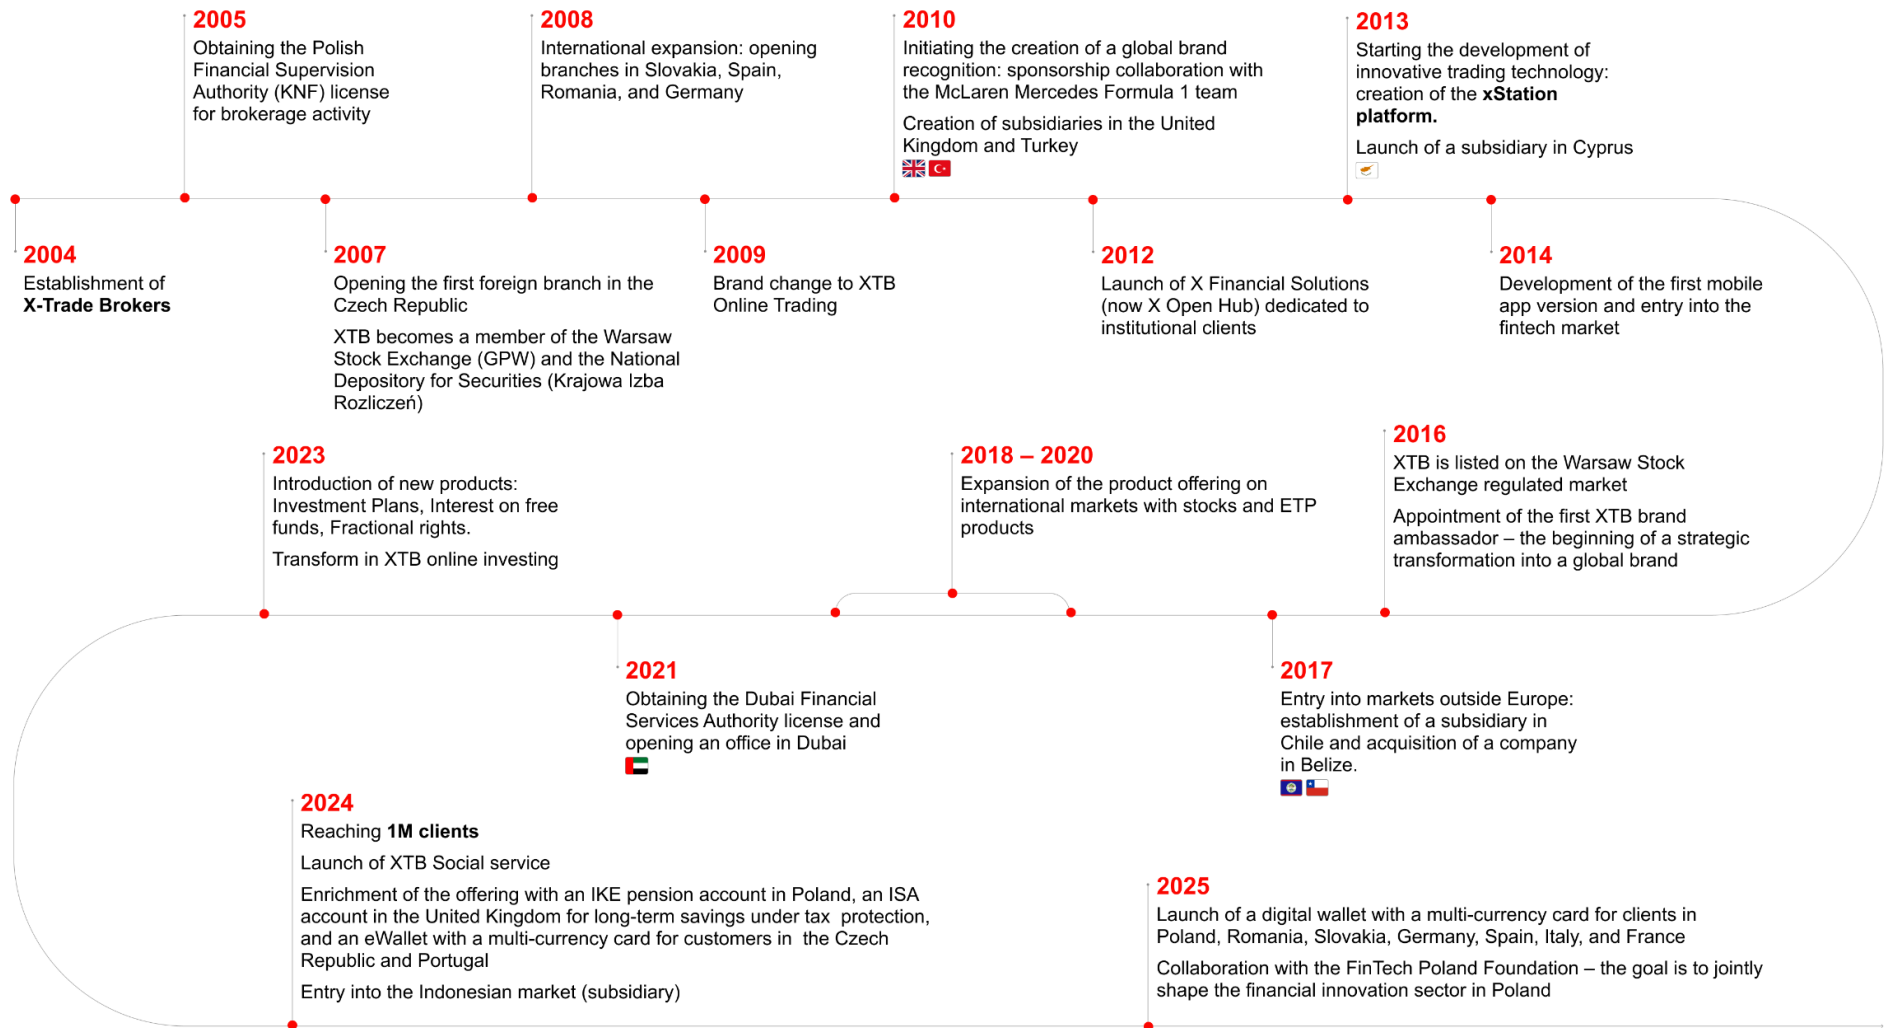 2005
Obtaining the Polish
Financial Supervision
Authority (KNF) license
for brokerage activity
2008
International expansion: opening
branches in Slovakia, Spain,
Romania, and Germany
2010
Initiating the creation of a global brand
recognition: sponsorship collaboration with
the McLaren Mercedes Formula 1 team
Creation of subsidiaries in the United
Kingdom and Turkey
2013
Starting the development of
innovative trading technology:
creation of the xStation
platform.
Launch of a subsidiary in Cyprus
2004
Establishment of
X-Trade Brokers
2007
Opening the first foreign branch in the
Czech Republic
XTB becomes a member of the Warsaw
Stock Exchange (GPW) and the National
Depository for Securities (Krajowa Izba
Rozliczeń)
2009
Brand change to XTB
Online Trading
2012
Launch of X Financial Solutions
(now X Open Hub) dedicated to
institutional clients
2014
Development of the first mobile
app version and entry into the
fintech market
2016
XTB is listed on the Warsaw Stock
Exchange regulated market
Appointment of the first XTB brand
ambassador – the beginning of a strategic
transformation into a global brand
2017
Entry into markets outside Europe:
establishment of a subsidiary in
Chile and acquisition of a company
in Belize.
2018 – 2020
Expansion of the product offering on
international markets with stocks and ETP
products
2021
Obtaining the Dubai Financial
Services Authority license and
opening an office in Dubai
2023
Introduction of new products:
Investment Plans, Interest on free
funds, Fractional rights.
Transform in XTB online investing
2024
Reaching 1M clients
Launch of XTB Social service
Enrichment of the offering with an IKE pension account in Poland, an ISA
account in the United Kingdom for long-term savings under tax  protection,
and an eWallet with a multi-currency card for customers in  the Czech
Republic and Portugal
Entry into the Indonesian market (subsidiary)
2025
Launch of a digital wallet with a multi-currency card for clients in
Poland, Romania, Slovakia, Germany, Spain, Italy, and France
Collaboration with the FinTech Poland Foundation – the goal is to jointly
shape the financial innovation sector in Poland